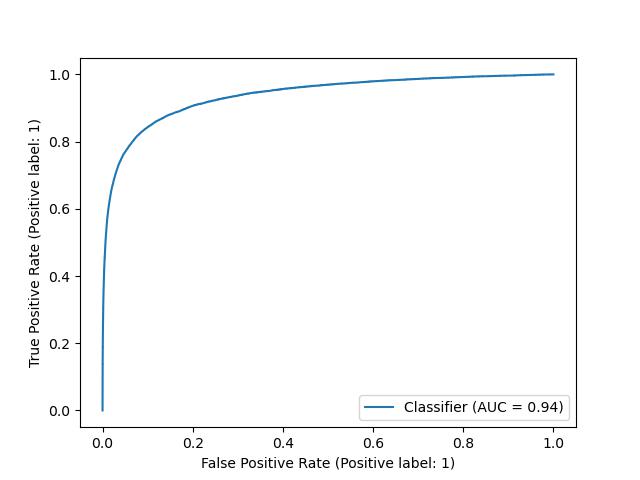 1.0
0.8
0.6
0.4
0.2
0.0
True Positive Rate (Positive label: 1)
Classifier (AUC = 0.94)
0.0 0.2 0.4 0.6 0.8 1.0
False Positive Rate (Positive label: 1)